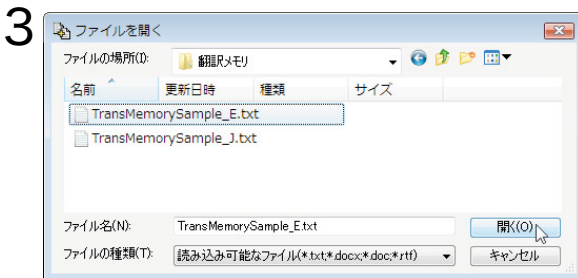 3
ファイルを開く
ファイルの場所(I): 翻訳メモリ
名前 更新日時 種類 サイズ
TransMemorySample_E.txt
TransMemorySample_J.txt
ファイル名(N): TransMemorySample_E.txt 開く(O)
ファイルの種類(T): 読み込み可能なファイル(*.txt;*.docx;*.doc;*.rtf) キャンセル